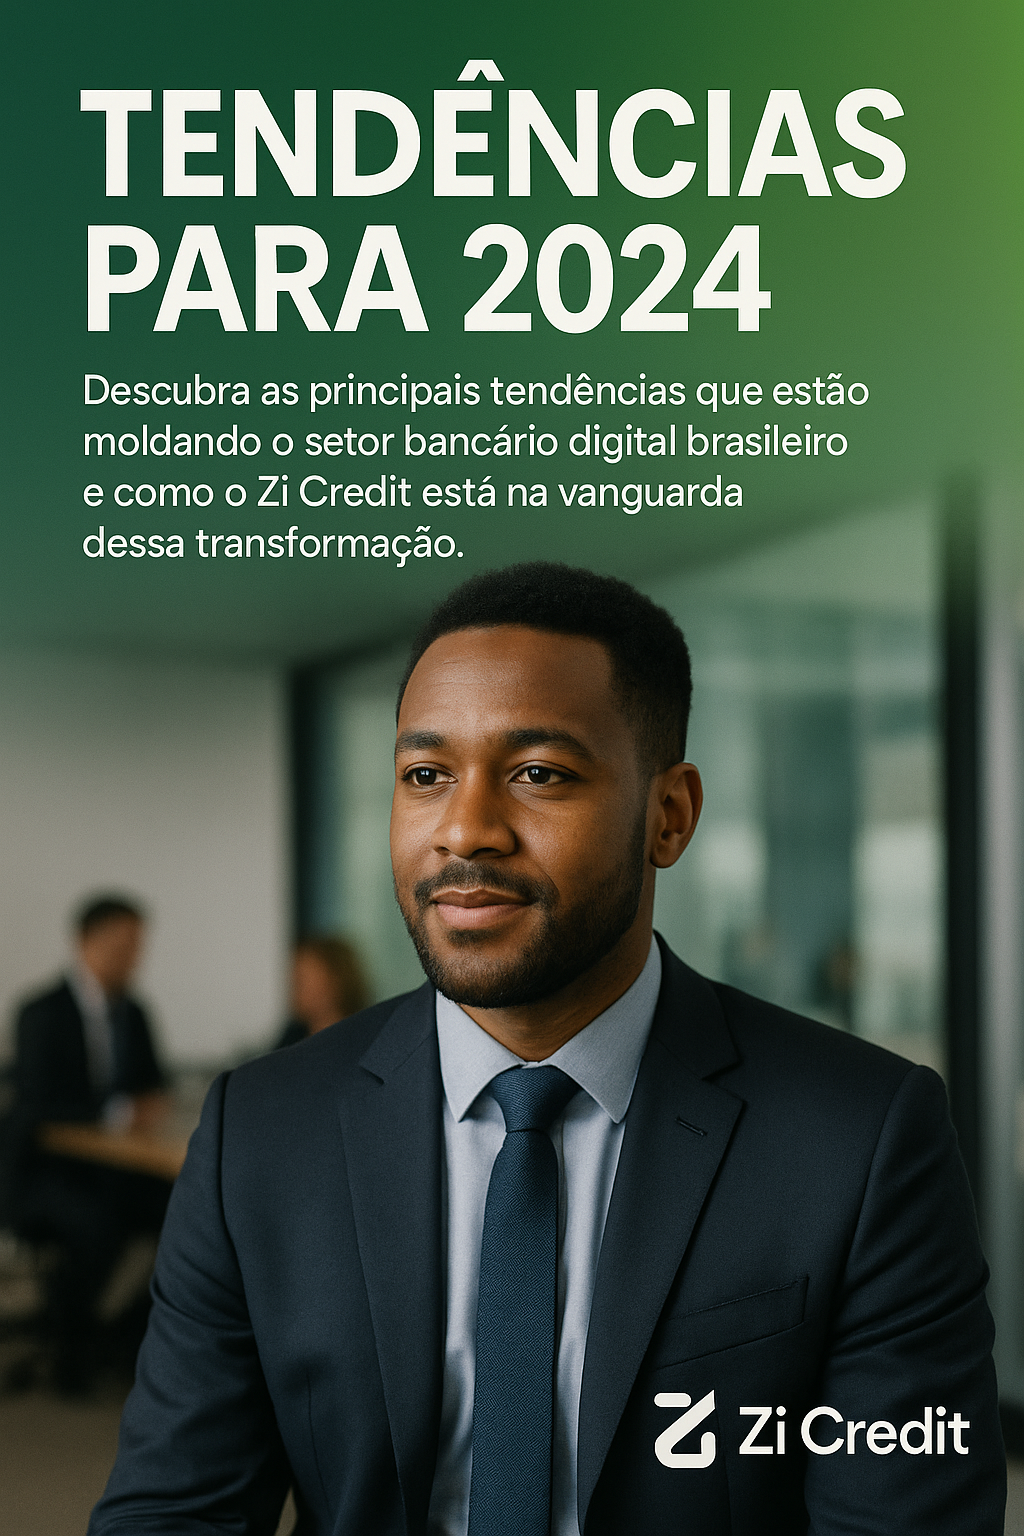 TENDÊNCIAS
PARA 2024
Descubra as principais tendências que estão
moldando o setor bancário digital brasileiro
e como o Zi Credit está na vanguarda
dessa transformação.
Zi Credit